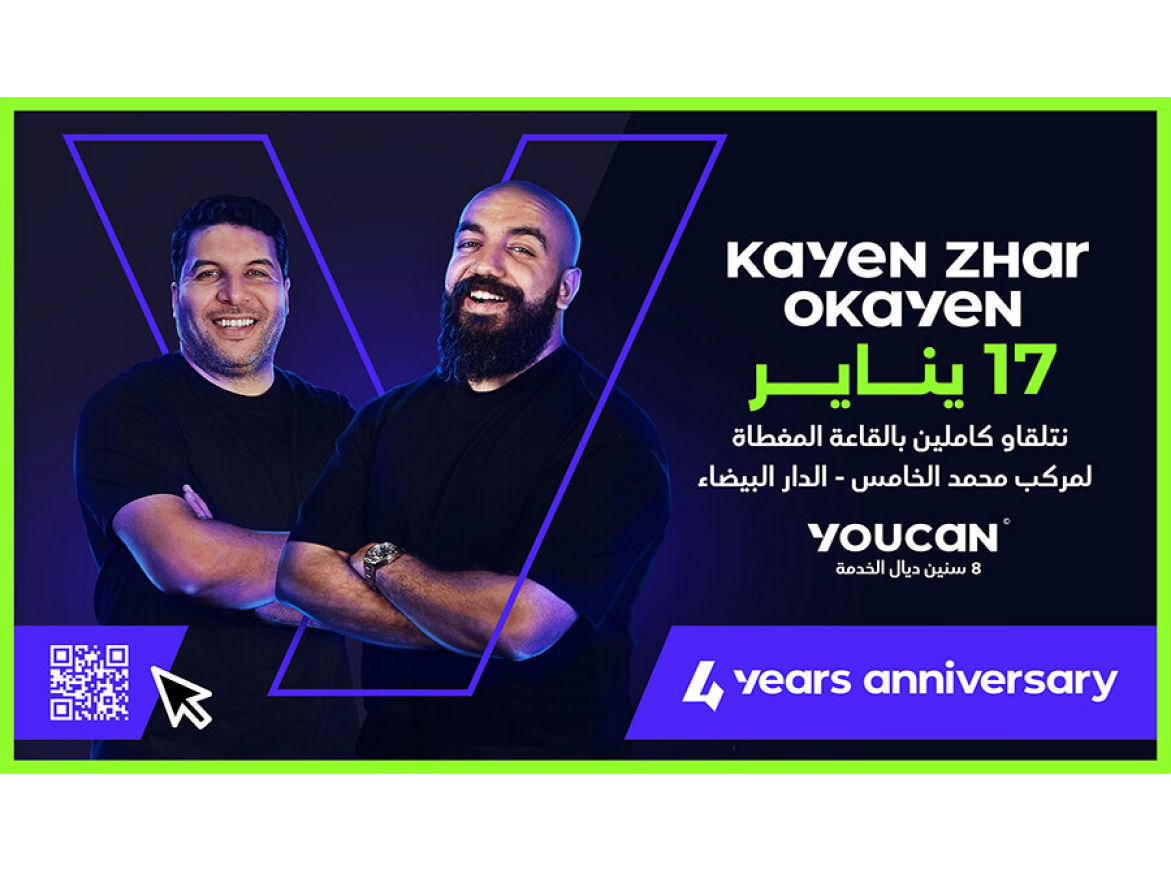 KAYEN ZHAR
OKAYEN
17 ينـــايـــر
نتلقاو كاملين بالقاعة المغطاة
لمركب محمد الخامس - الدار البيضاء
YOUCAN©
8 سنين ديال الخدمة
4 years anniversary